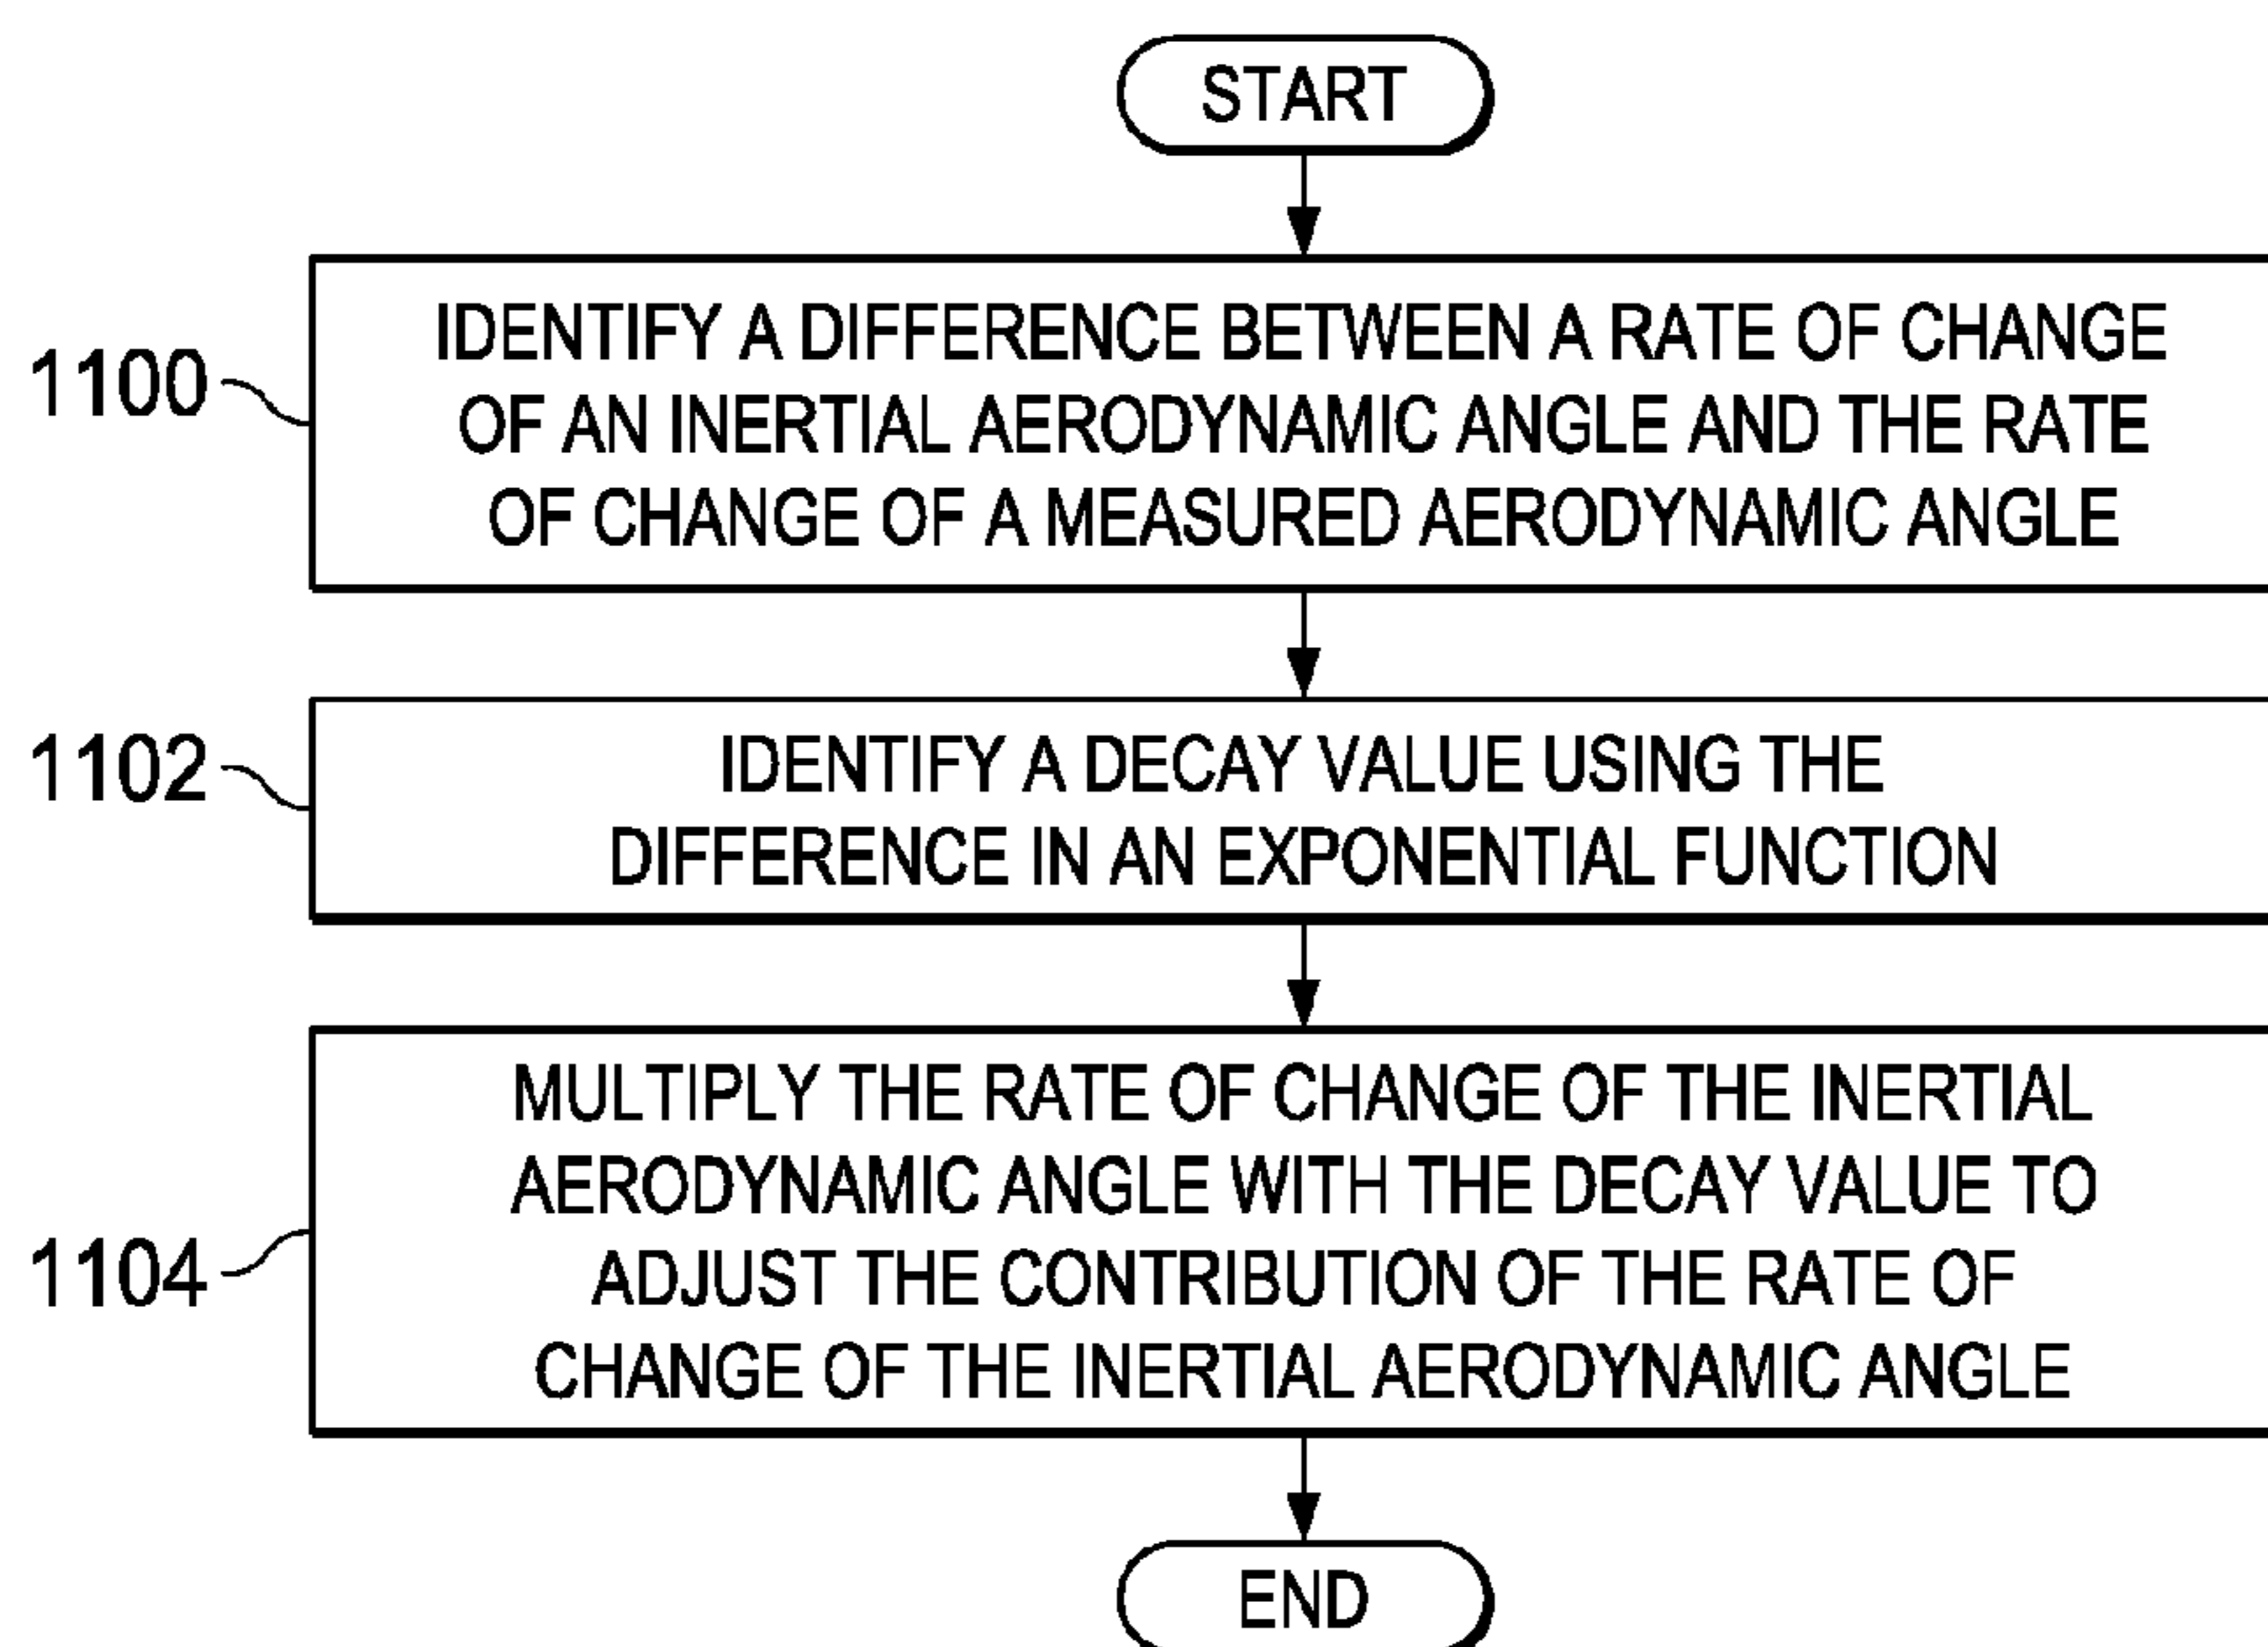 START
1100
IDENTIFY A DIFFERENCE BETWEEN A RATE OF CHANGE
OF AN INERTIAL AERODYNAMIC ANGLE AND THE RATE
OF CHANGE OF A MEASURED AERODYNAMIC ANGLE
1102
IDENTIFY A DECAY VALUE USING THE
DIFFERENCE IN AN EXPONENTIAL FUNCTION
1104
MULTIPLY THE RATE OF CHANGE OF THE INERTIAL
AERODYNAMIC ANGLE WITH THE DECAY VALUE TO
ADJUST THE CONTRIBUTION OF THE RATE OF
CHANGE OF THE INERTIAL AERODYNAMIC ANGLE
END